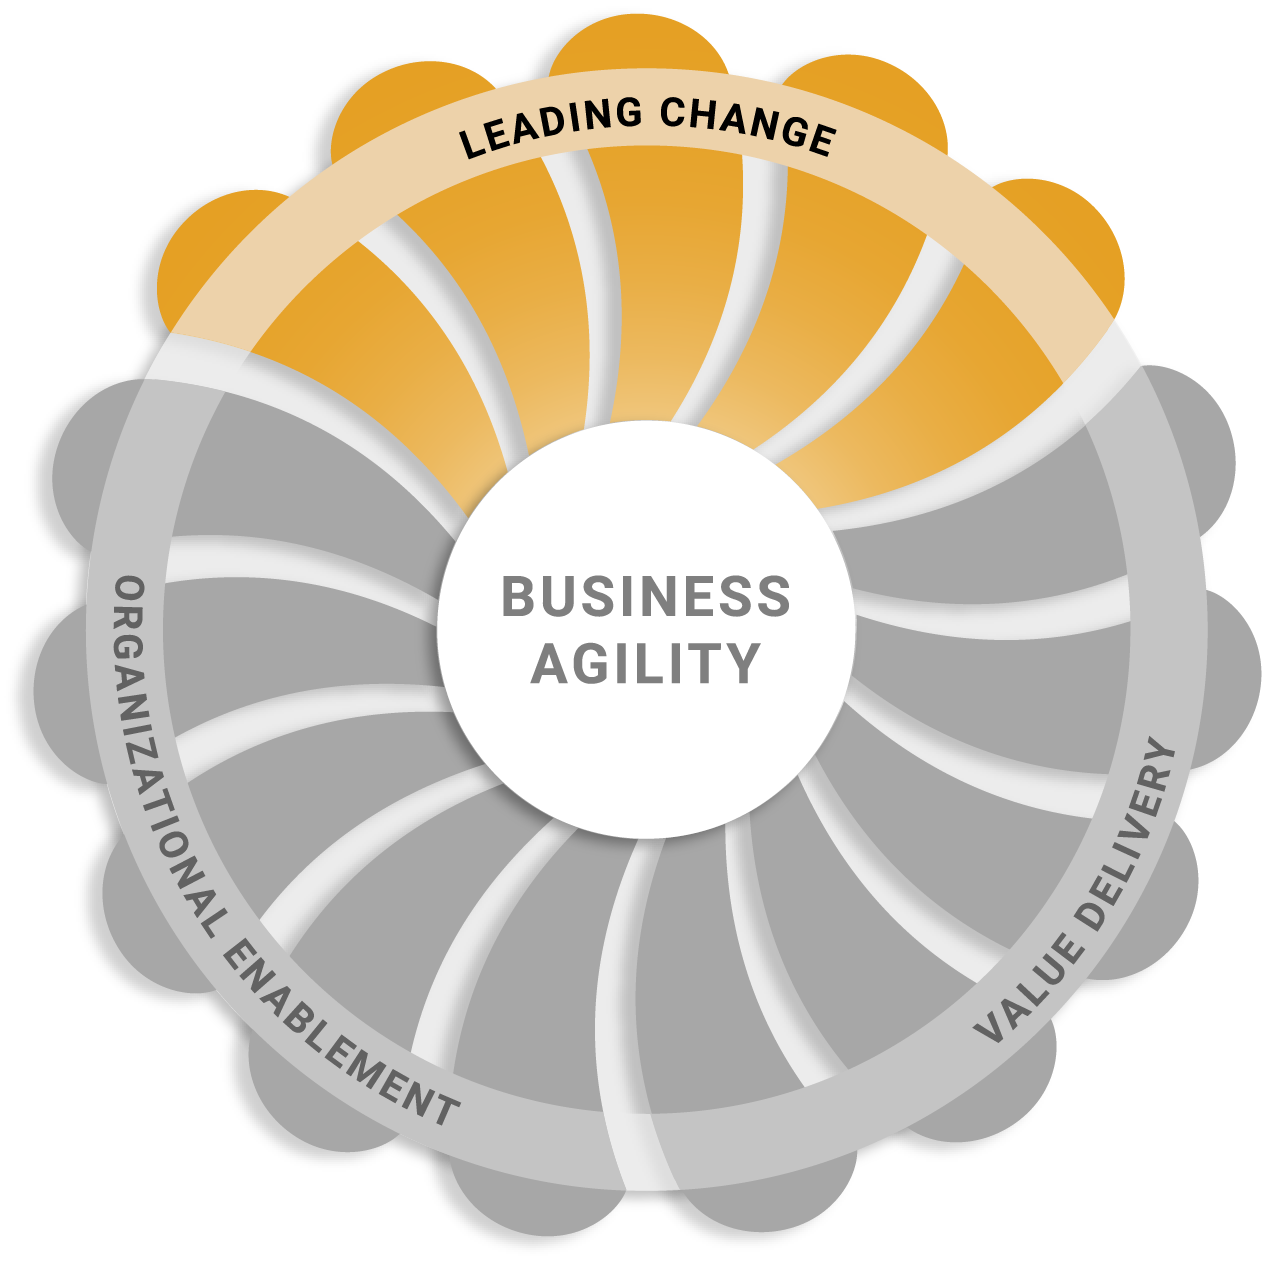 LEADING CHANGE
BUSINESS
AGILITY
ORGANIZATIONAL ENABLEMENT
VALUE DELIVERY